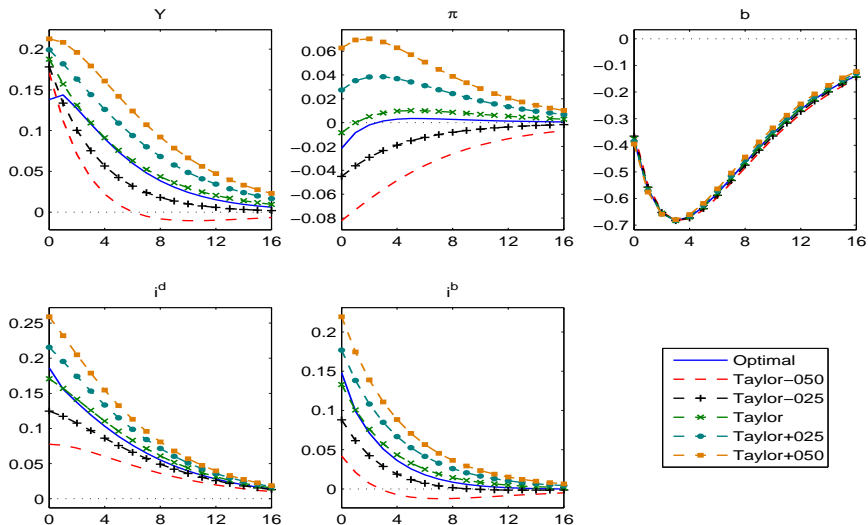 Y
0.2
0.15
0.1
0.05
0
0 4 8 12 16
π
0.06
0.04
0.02
0
−0.02
−0.04
−0.06
−0.08
0 4 8 12 16
b
0
−0.1
−0.2
−0.3
−0.4
−0.5
−0.6
−0.7
0 4 8 12 16
i^d
0.25
0.2
0.15
0.1
0.05
0
0 4 8 12 16
i^b
0.2
0.15
0.1
0.05
0
0 4 8 12 16
Optimal
Taylor−050
Taylor−025
Taylor
Taylor+025
Taylor+050